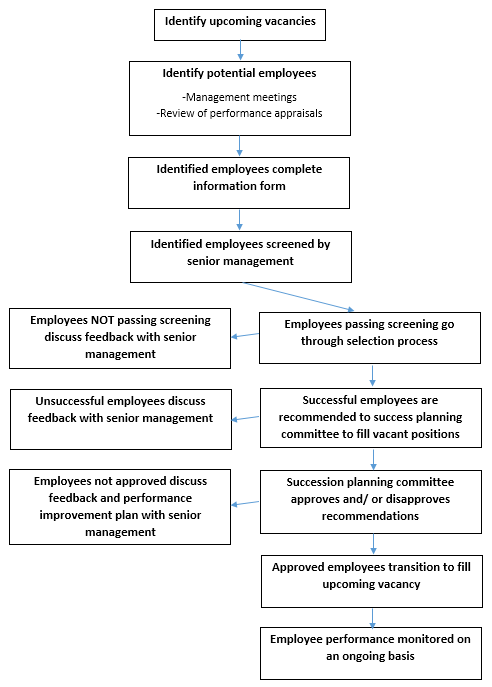 Identify upcoming vacancies
Identify potential employees
-Management meetings
-Review of performance appraisals
Identified employees complete
information form
Identified employees screened by
senior management
Employees NOT passing screening
discuss feedback with senior
management
Employees passing screening go
through selection process
Unsuccessful employees discuss
feedback with senior management
Successful employees are
recommended to success planning
committee to fill vacant positions
Employees not approved discuss
feedback and performance
improvement plan with senior
management
Succession planning committee
approves and/ or disapproves
recommendations
Approved employees transition to fill
upcoming vacancy
Employee performance monitored on
an ongoing basis